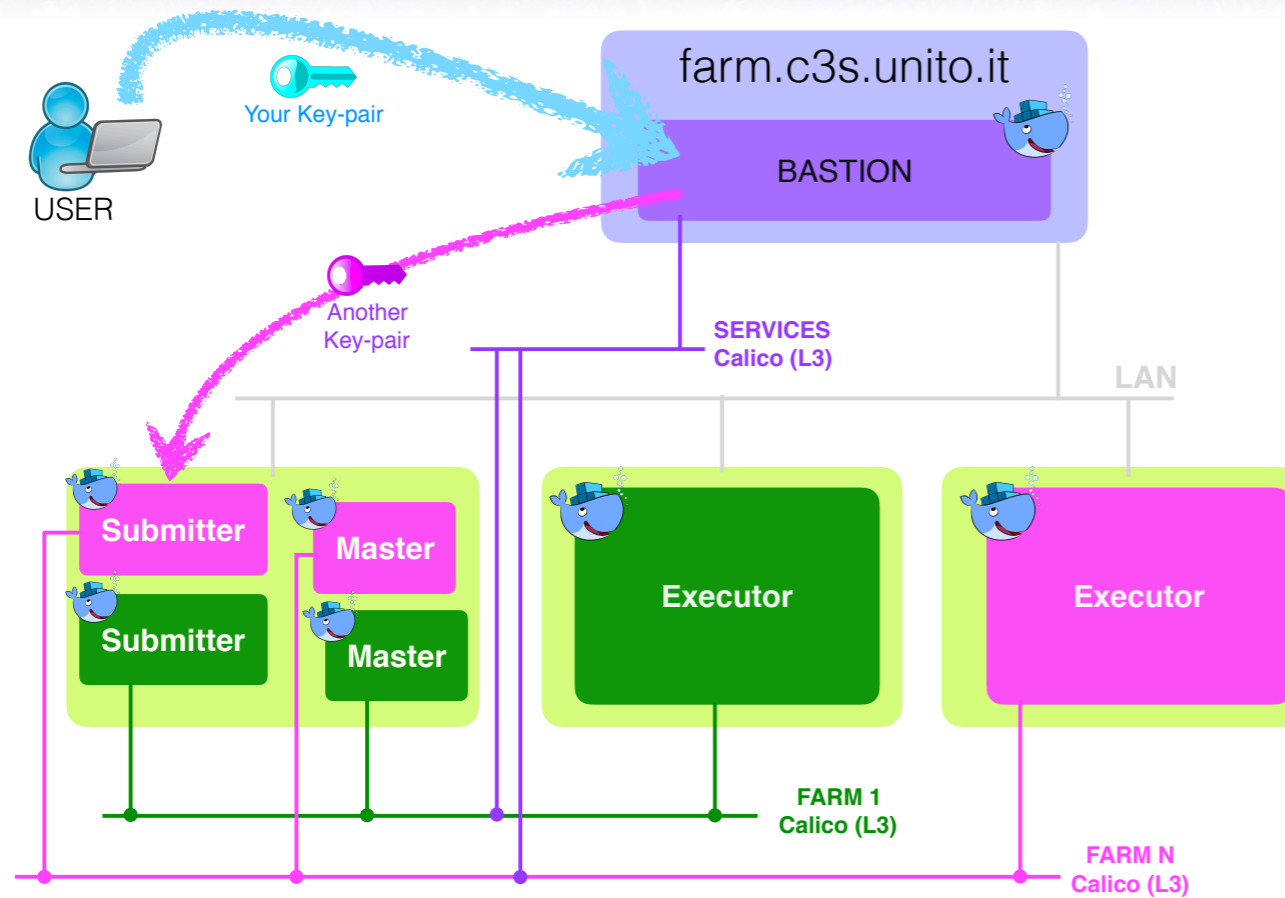 farm.c3s.unito.it
Your Key-pair
BASTION
USER
Another
Key-pair
SERVICES
Calico (L3)
LAN
Submitter
Master
Executor
Executor
Submitter
Master
FARM 1
Calico (L3)
FARM N
Calico (L3)